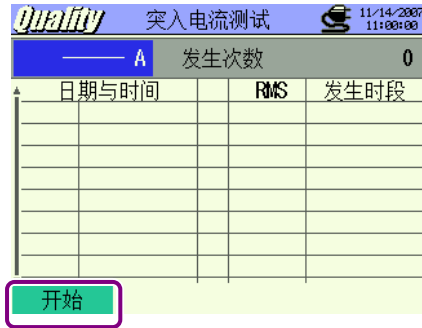 Quality 突入电流测试 11/14/2007
11:00:00
——— A 发生次数 0
日期与时间 RMS 发生时段
开始